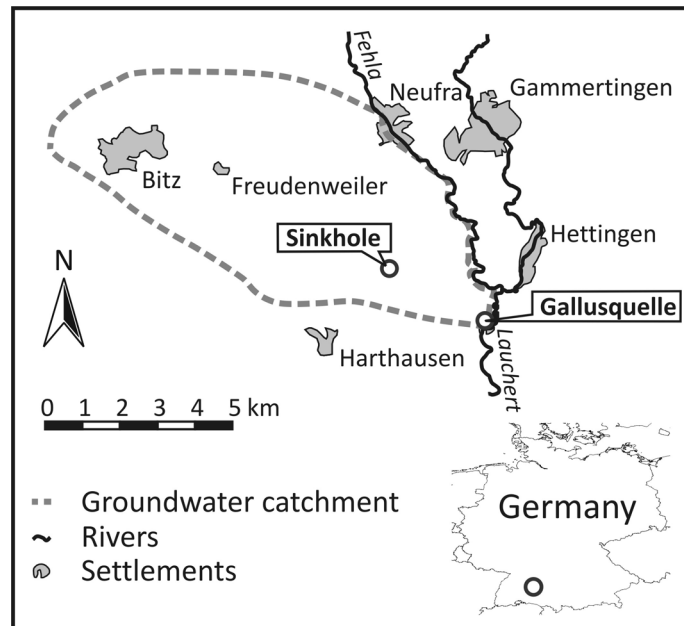 Fehla
Neufra
Gammertingen
Bitz
Freudenweiler
Sinkhole
Hettingen
N
Gallusquelle
Harthausen
Lauchert
0 1 2 3 4 5 km
Groundwater catchment
Rivers
Settlements
Germany